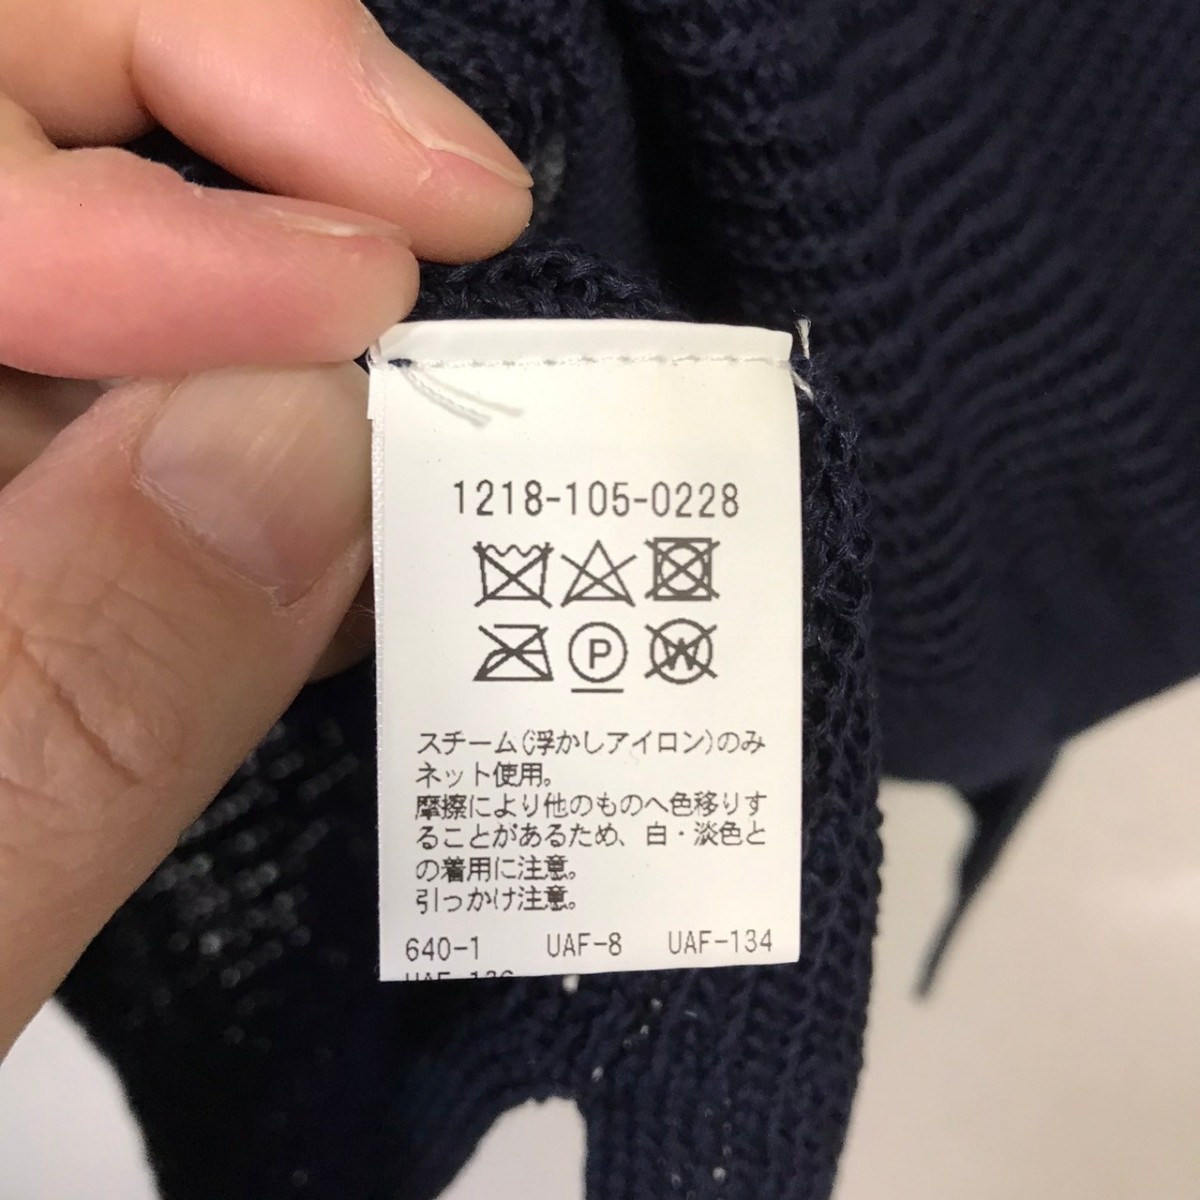 1218-105-0228
P
W
スチーム(浮かしアイロン)のみ
ネット使用。
摩擦により他のものへ色移りす
ることがあるため、白・淡色と
の着用に注意。
引っかけ注意。
640-1 UAF-8 UAF-134